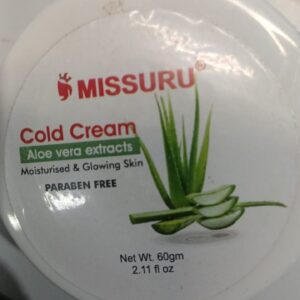 MISSURU®
Cold Cream
Aloe vera extracts
Moisturised & Glowing Skin
PARABEN FREE
Net Wt. 60gm
2.11 fl oz